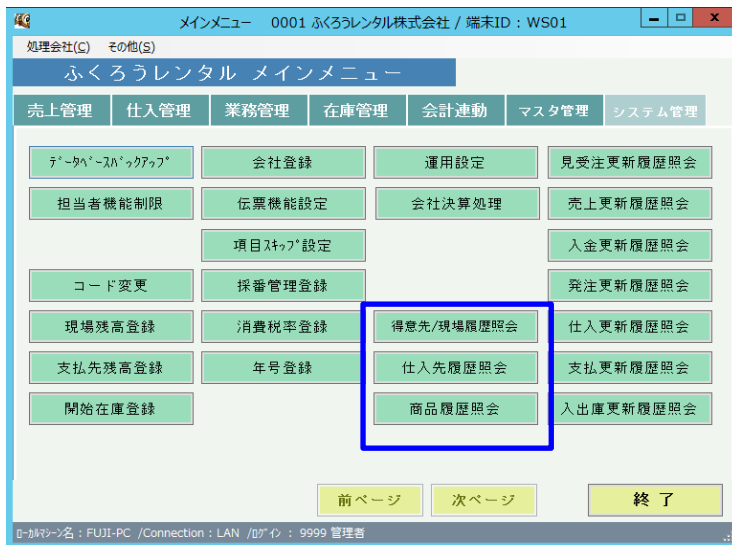 メインメニュー 0001 ふくろうレンタル株式会社 / 端末ID : WS01
処理会社(C) その他(S)
ふくろうレンタル メインメニュー
売上管理 仕入管理 業務管理 在庫管理 会計連動 マスタ管理 システム管理
ﾃﾞｰﾀﾍﾞｰｽﾊﾞｯｸｱｯﾌﾟ 会社登録 運用設定 見受注更新履歴照会
担当者機能制限 伝票機能設定 会社決算処理 売上更新履歴照会
項目ｽｷｯﾌﾟ設定 入金更新履歴照会
コード変更 採番管理登録 発注更新履歴照会
現場残高登録 消費税率登録 得意先/現場履歴照会 仕入更新履歴照会
支払先残高登録 年号登録 仕入先履歴照会 支払更新履歴照会
開始在庫登録 商品履歴照会 入出庫更新履歴照会
前ページ 次ページ 終 了
ﾛｰｶﾙﾏｼｰﾝ名 : FUJI-PC /Connection : LAN /ﾛｸﾞｲﾝ : 9999 管理者